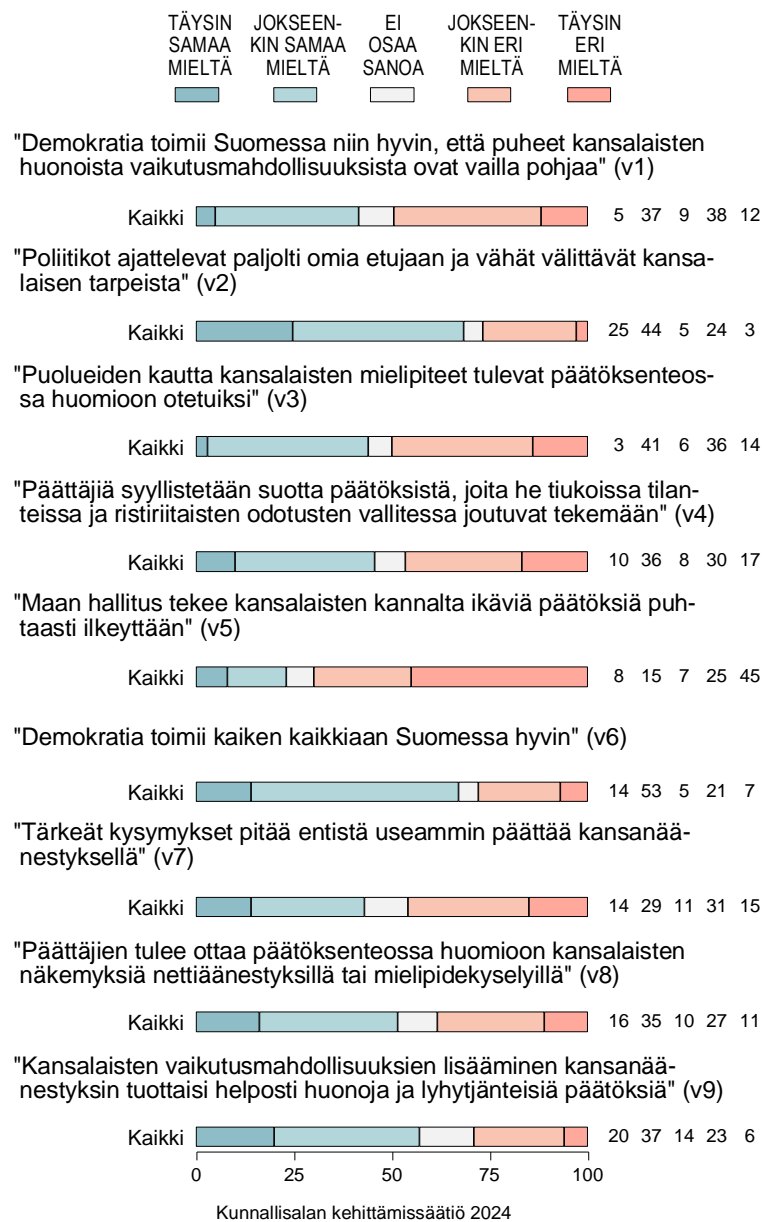 TÄYSIN JOKSEEN- EI JOKSEEN- TÄYSIN
SAMAA KIN SAMAA OSAA KIN ERI ERI
MIELTÄ MIELTÄ SANOA MIELTÄ MIELTÄ
"Demokratia toimii Suomessa niin hyvin, että puheet kansalaisten
huonoista vaikutusmahdollisuuksista ovat vailla pohjaa" (v1)
Kaikki 5 37 9 38 12
"Poliitikot ajattelevat paljolti omia etujaan ja vähät välittävät kansa-
laisen tarpeista" (v2)
Kaikki 25 44 5 24 3
"Puolueiden kautta kansalaisten mielipiteet tulevat päätöksenteos-
sa huomioon otetuiksi" (v3)
Kaikki 3 41 6 36 14
"Päättäjiä syyllistetään suotta päätöksistä, joita he tiukoissa tilan-
teissa ja ristiriitaisten odotusten vallitessa joutuvat tekemään" (v4)
Kaikki 10 36 8 30 17
"Maan hallitus tekee kansalaisten kannalta ikäviä päätöksiä puh-
taasti ilkeyttään" (v5)
Kaikki 8 15 7 25 45
"Demokratia toimii kaiken kaikkiaan Suomessa hyvin" (v6)
Kaikki 14 53 5 21 7
"Tärkeät kysymykset pitää entistä useammin päättää kansanää-
nestyksellä" (v7)
Kaikki 14 29 11 31 15
"Päättäjien tulee ottaa päätöksenteossa huomioon kansalaisten
näkemyksiä nettiäänestyksillä tai mielipidekyselyillä" (v8)
Kaikki 16 35 10 27 11
"Kansalaisten vaikutusmahdollisuuksien lisääminen kansanää-
nestyksin tuottaisi helposti huonoja ja lyhytjänteisiä päätöksiä" (v9)
Kaikki 20 37 14 23 6
0 25 50 75 100
Kunnallisalan kehittämissäätiö 2024